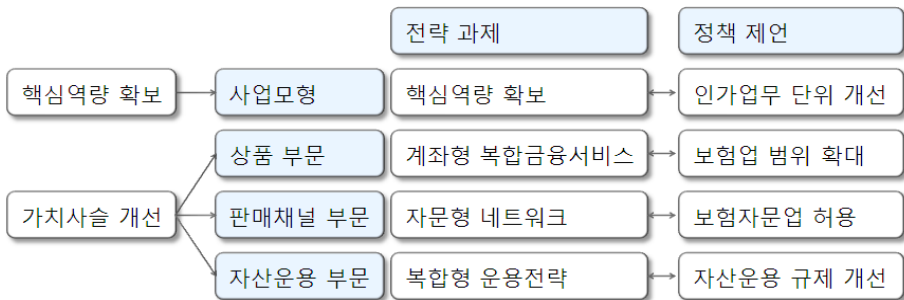 전략 과제 정책 제언
핵심역량 확보 사업모형 핵심역량 확보 인가업무 단위 개선
상품 부문 계좌형 복합금융서비스 보험업 범위 확대
가치사슬 개선 판매채널 부문 자문형 네트워크 보험자문업 허용
자산운용 부문 복합형 운용전략 자산운용 규제 개선